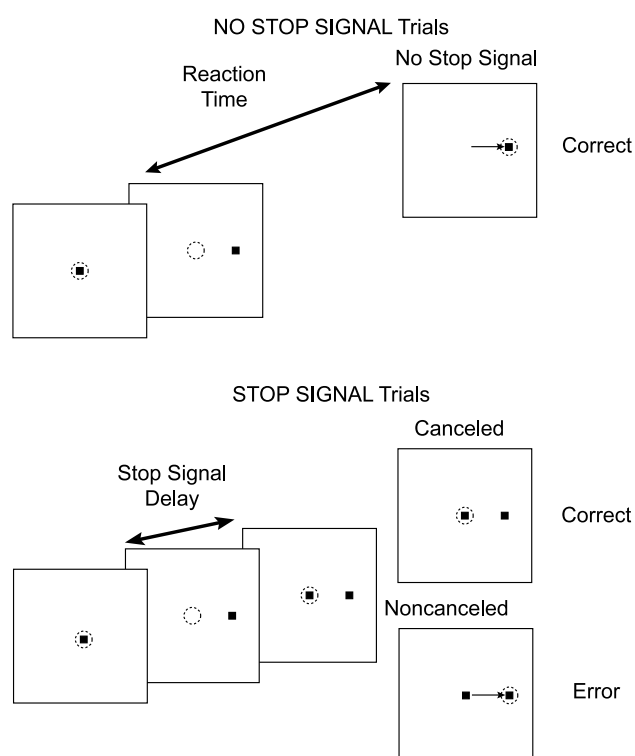 NO STOP SIGNAL Trials
No Stop Signal
Reaction
Time
Correct
STOP SIGNAL Trials
Canceled
Stop Signal
Delay
Correct
Noncanceled
Error